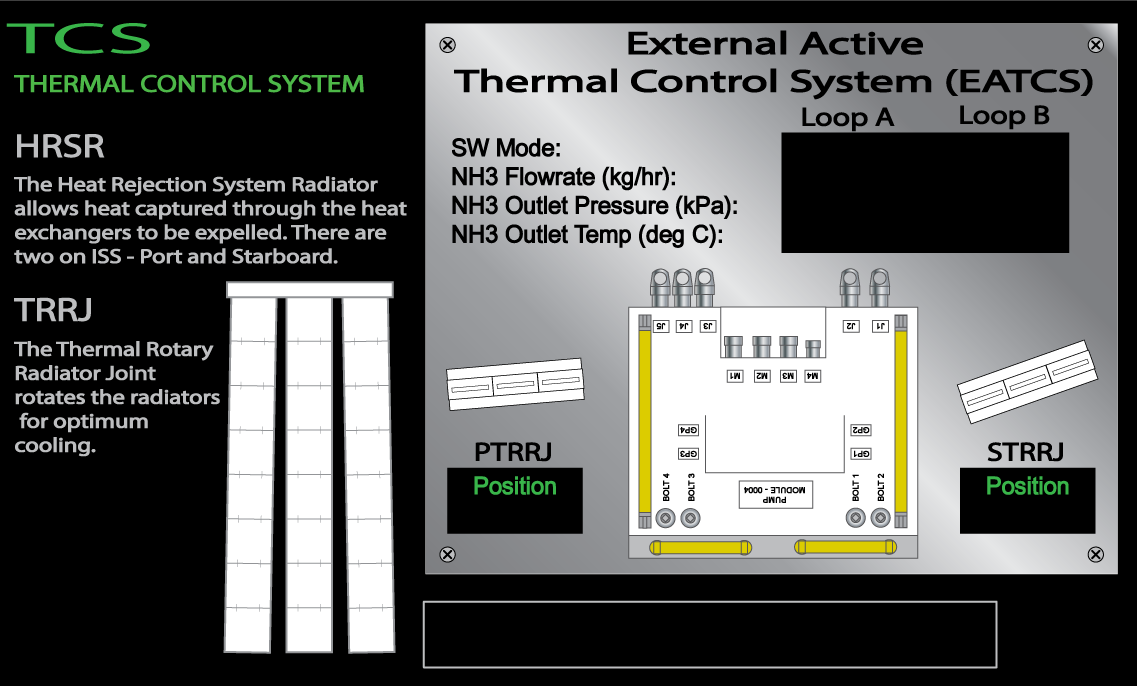 TCS
THERMAL CONTROL SYSTEM
HRSR
The Heat Rejection System Radiator
allows heat captured through the heat
exchangers to be expelled. There are
two on ISS - Port and Starboard.
TRRJ
The Thermal Rotary
Radiator Joint
rotates the radiators
for optimum
cooling.
External Active
Thermal Control System (EATCS)
Loop A
Loop B
SW Mode:
NH3 Flowrate (kg/hr):
NH3 Outlet Pressure (kPa):
NH3 Outlet Temp (deg C):
J5 J4 J3 J2 J1
M1 M2 M3 M4
GP4 GP2
GP3 GP1
BOLT 4 BOLT 3 BOLT 1 BOLT 2
PUMP
MODULE - 0004
PTRRJ
Position
STRRJ
Position